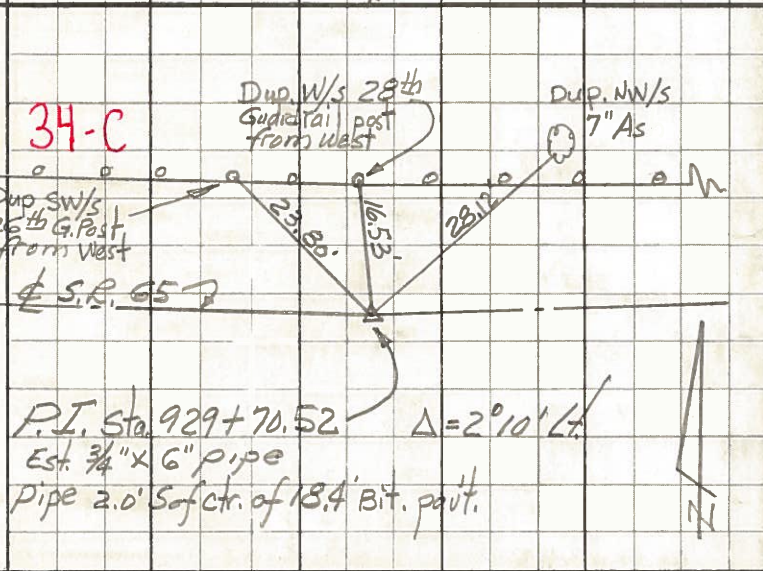 34-C
Dup. W/s 28th
Guardrail post
from west
Dup. NW/s
7" As
Dup SW/s
26th G. Post
from West
23.80'
16.53'
28.12'
℄ S.R. 65
P.I. Sta. 929+70.52
Δ = 2°10' Lt.
Est. 3/4" x 6" pipe
Pipe 2.0' S of ctr. of 18.4' Bit. pav't.
N